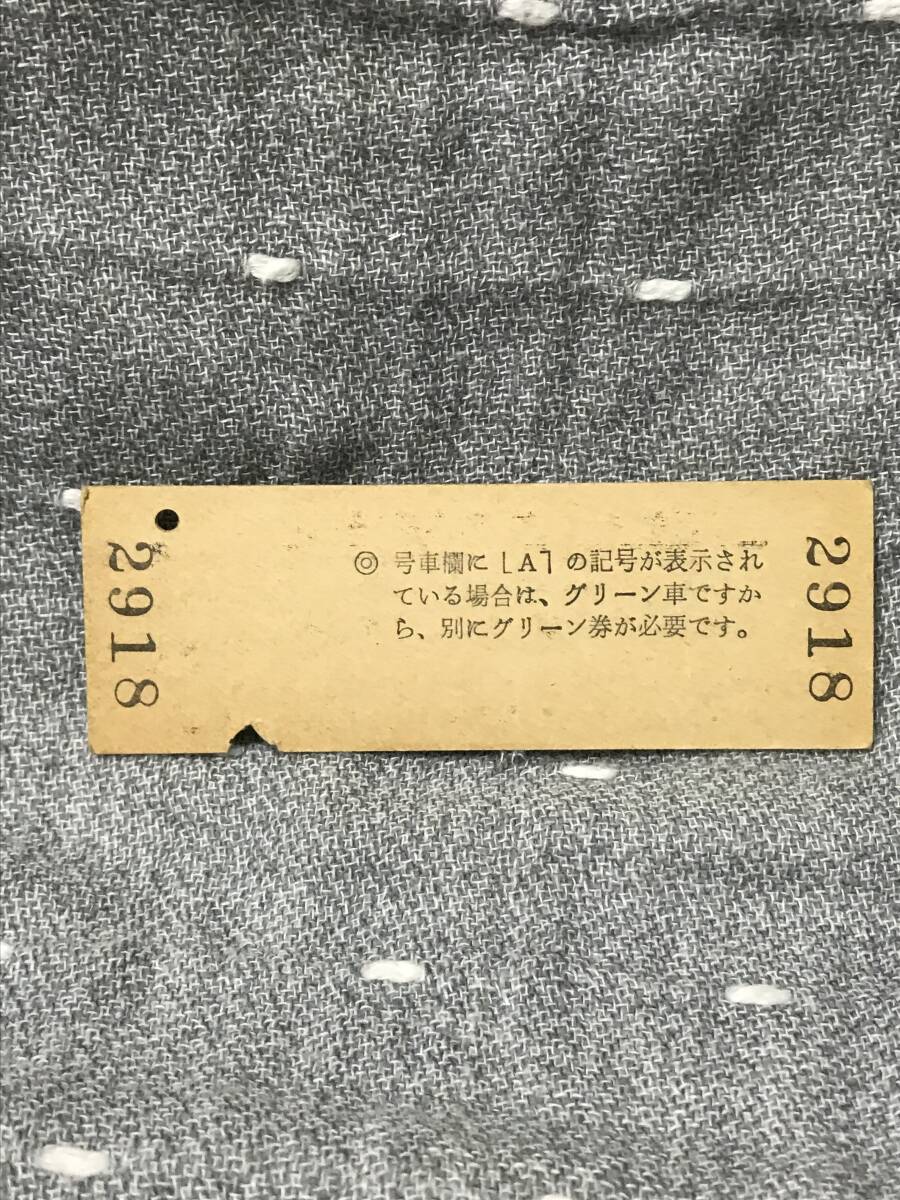 2918
◎ 号車欄に「A」の記号が表示され
ている場合は、グリーン車ですか
ら、別にグリーン券が必要です。
2918